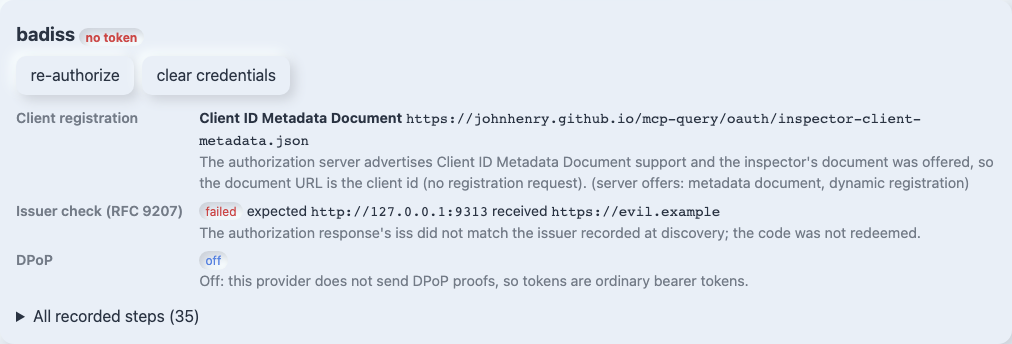 badiss no token
re-authorize clear credentials
Client registration Client ID Metadata Document https://johnhenry.github.io/mcp-query/oauth/inspector-client-
metadata.json
The authorization server advertises Client ID Metadata Document support and the inspector's document was offered, so
the document URL is the client id (no registration request). (server offers: metadata document, dynamic registration)
Issuer check (RFC 9207) failed expected http://127.0.0.1:9313 received https://evil.example
The authorization response's iss did not match the issuer recorded at discovery; the code was not redeemed.
DPoP off
Off: this provider does not send DPoP proofs, so tokens are ordinary bearer tokens.
All recorded steps (35)